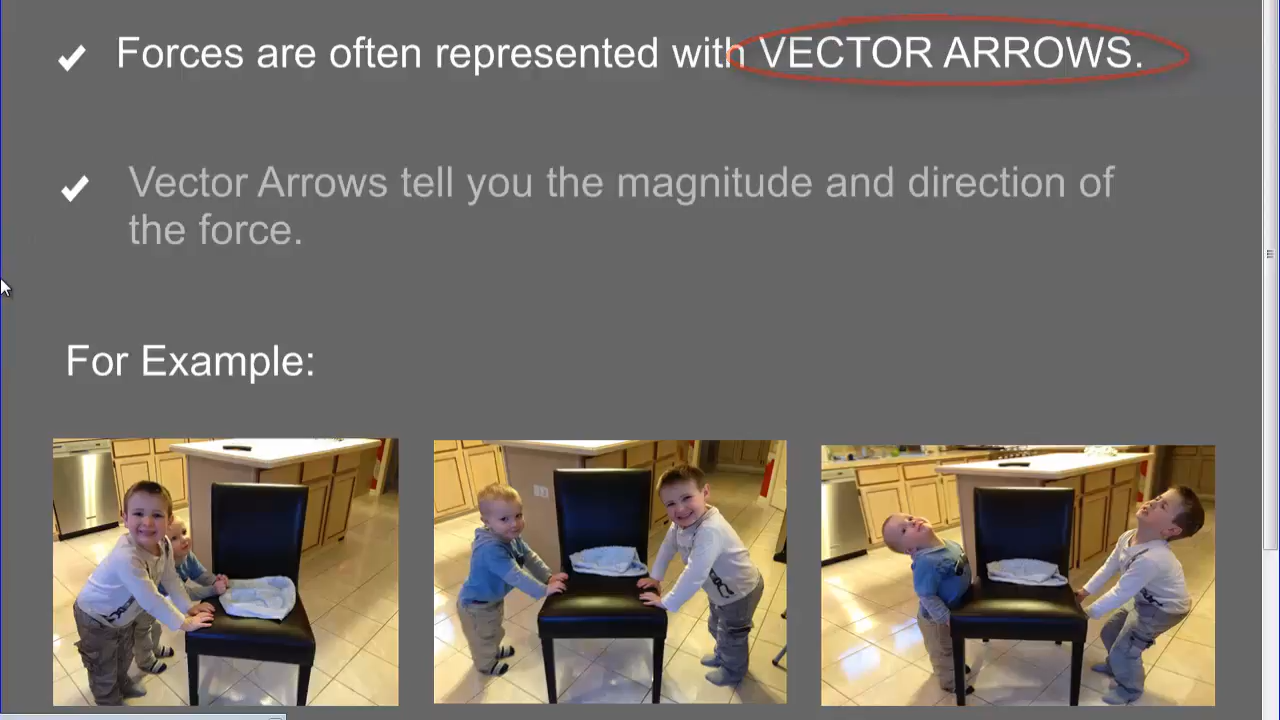 Forces are often represented with VECTOR ARROWS.
Vector Arrows tell you the magnitude and direction of
the force.
For Example: